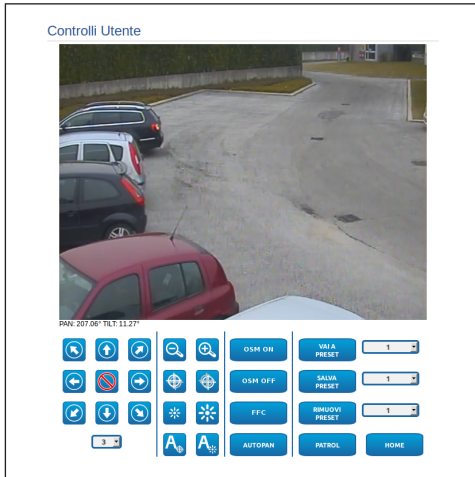 Controlli Utente
PAN: 207.06° TILT: 11.27°
OSM ON
VAI A
PRESET
1
OSM OFF
SALVA
PRESET
1
FFC
RIMUOVI
PRESET
1
3
A
A
AUTOPAN
PATROL
HOME